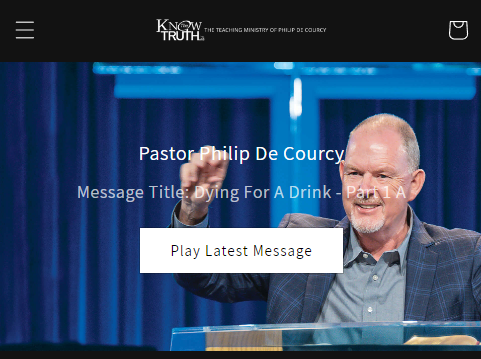 KNOW
THE
TRUTH
THE TEACHING MINISTRY OF PHILIP DE COURCY
Pastor Philip De Courcy
Message Title: Dying For A Drink - Part 1 A
Play Latest Message